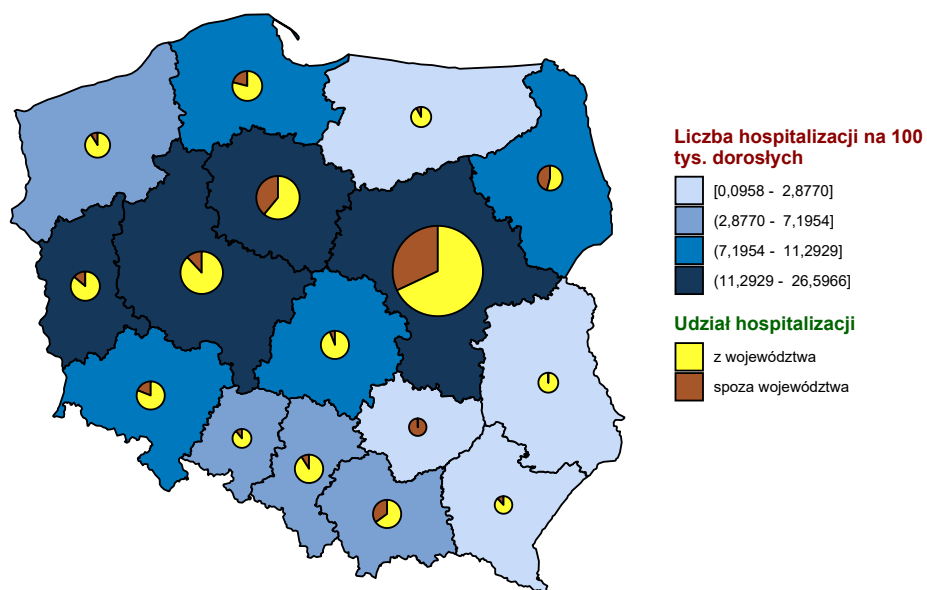 Liczba hospitalizacji na 100
tys. dorosłych
[0,0958 - 2,8770]
(2,8770 - 7,1954]
(7,1954 - 11,2929]
(11,2929 - 26,5966]
Udział hospitalizacji
z województwa
spoza województwa